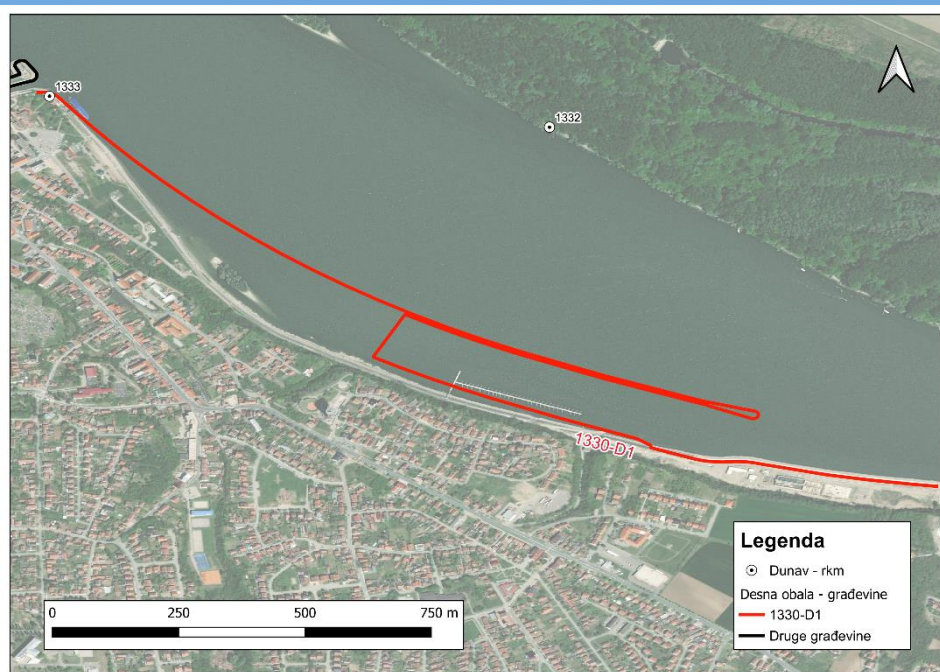 1333
1332
1330-D1
Legenda
Dunav - rkm
Desna obala - građevine
1330-D1
Druge građevine
0 250 500 750 m